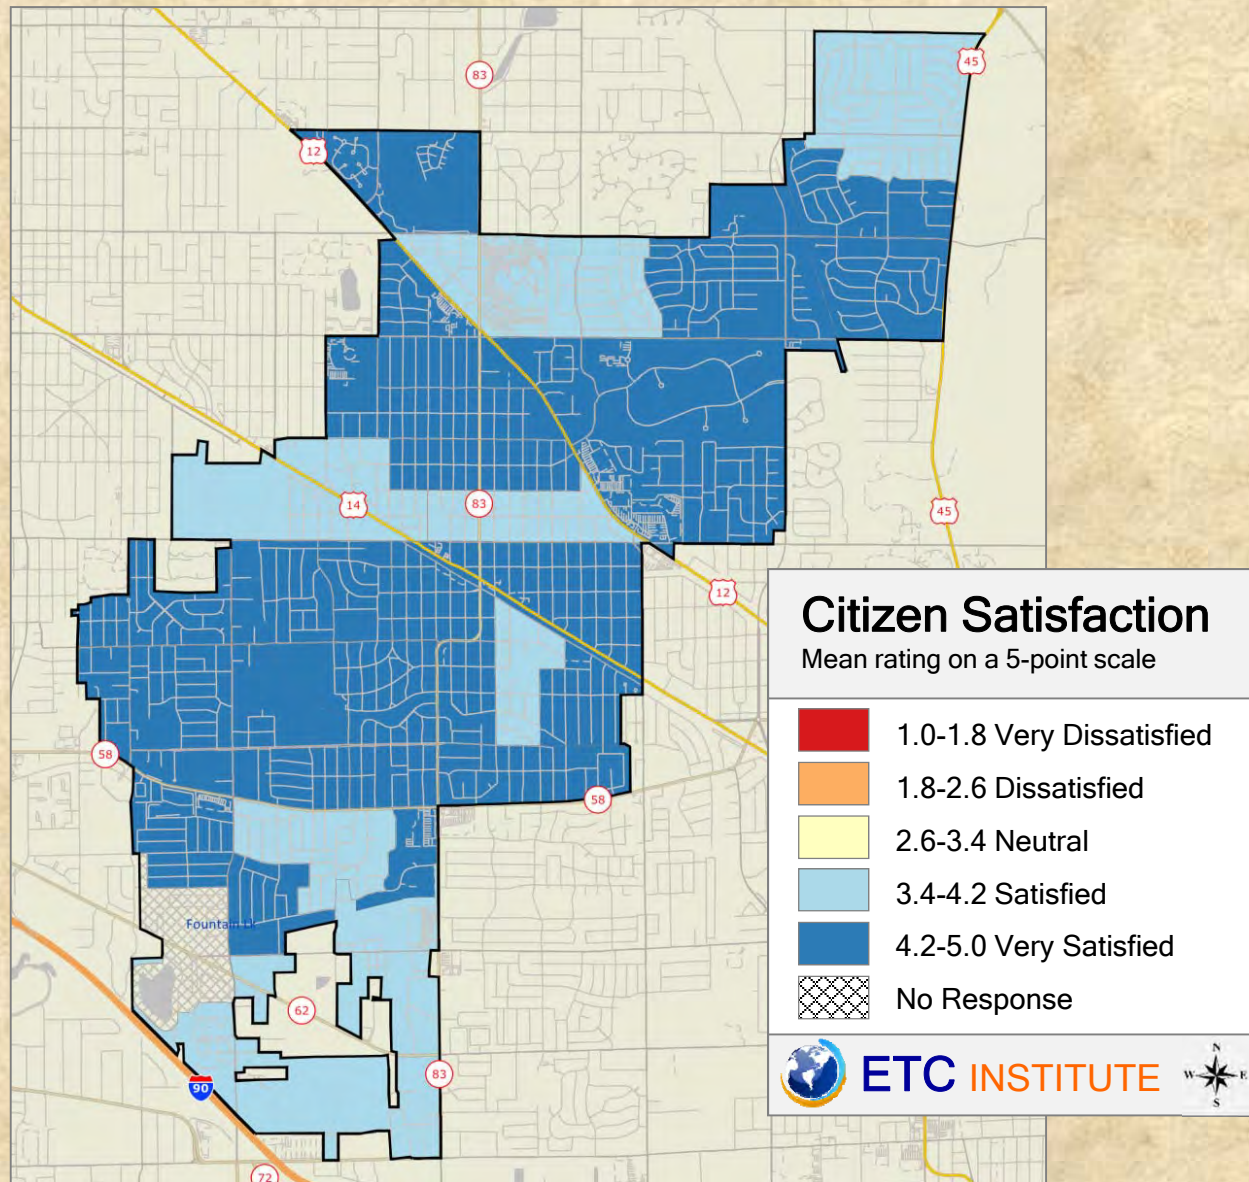 83
45
12
14
83
45
12
58
58
Fountain Dr
62
90
83
72
Citizen Satisfaction
Mean rating on a 5-point scale
1.0-1.8 Very Dissatisfied
1.8-2.6 Dissatisfied
2.6-3.4 Neutral
3.4-4.2 Satisfied
4.2-5.0 Very Satisfied
No Response
ETC INSTITUTE
N
W E
S